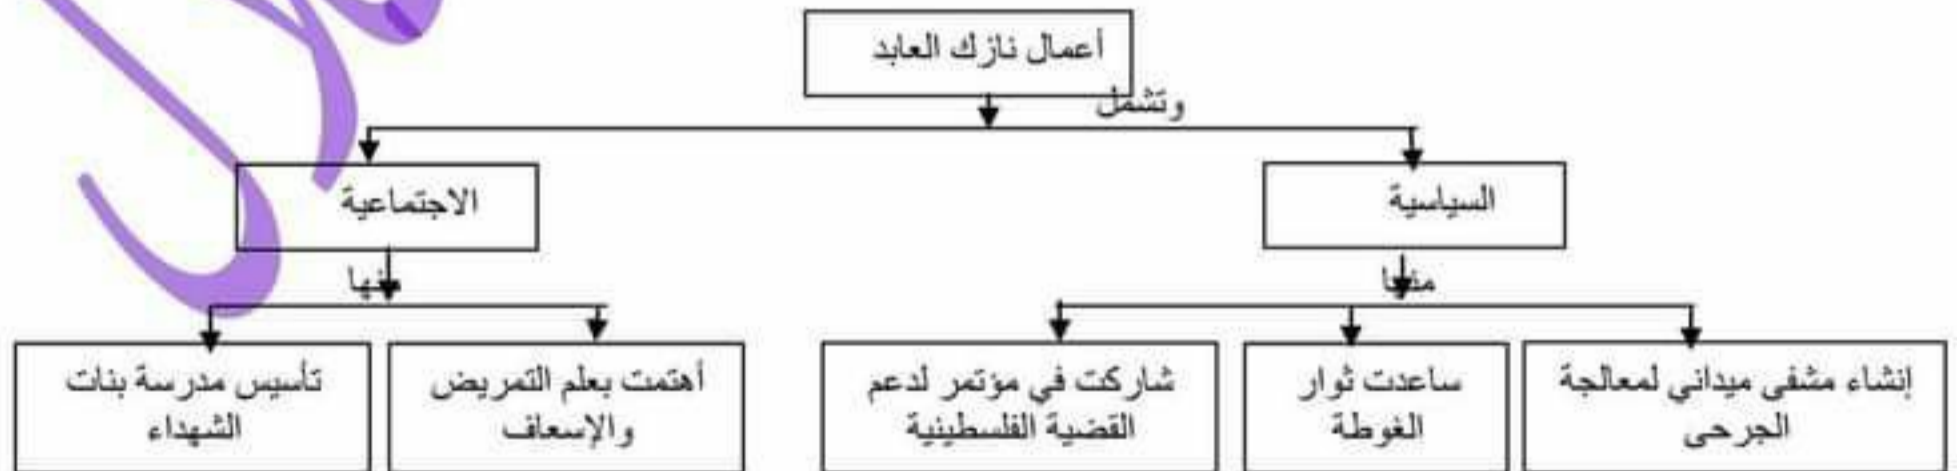 أعمال نازك العابد
وتشمل
السياسية
الاجتماعية
منها
منها
إنشاء مشفى ميداني لمعالجة
الجرحى
ساعدت ثوار
الغوطة
شاركت في مؤتمر لدعم
القضية الفلسطينية
أهتمت بعلم التمريض
والإسعاف
تأسيس مدرسة بنات
الشهداء